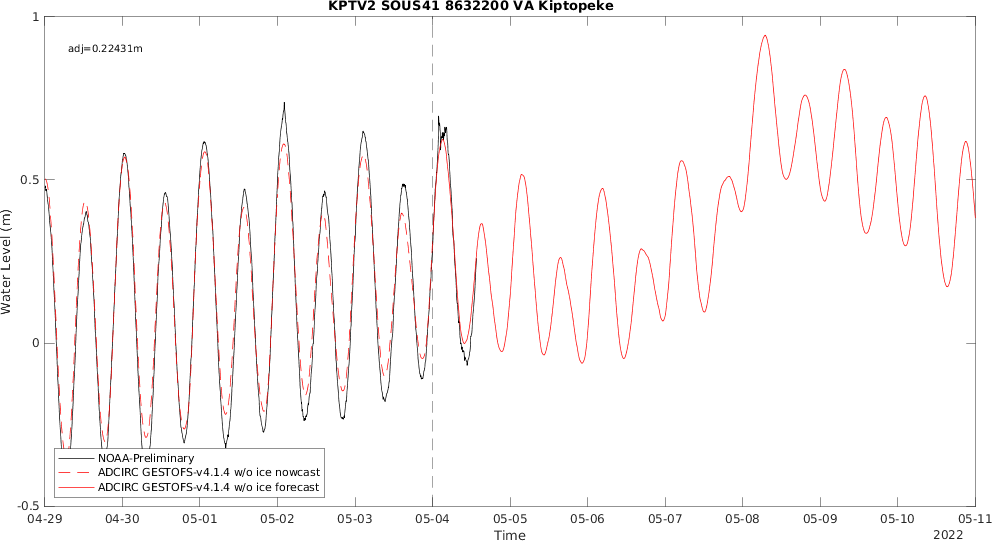 KPTV2 SOUS41 8632200 VA Kiptopeke
adj=0.22431m
1
0.5
0
-0.5
Water Level (m)
NOAA-Preliminary
ADCIRC GESTOFS-v4.1.4 w/o ice nowcast
ADCIRC GESTOFS-v4.1.4 w/o ice forecast
04-29 04-30 05-01 05-02 05-03 05-04 05-05 05-06 05-07 05-08 05-09 05-10 05-11
Time
2022